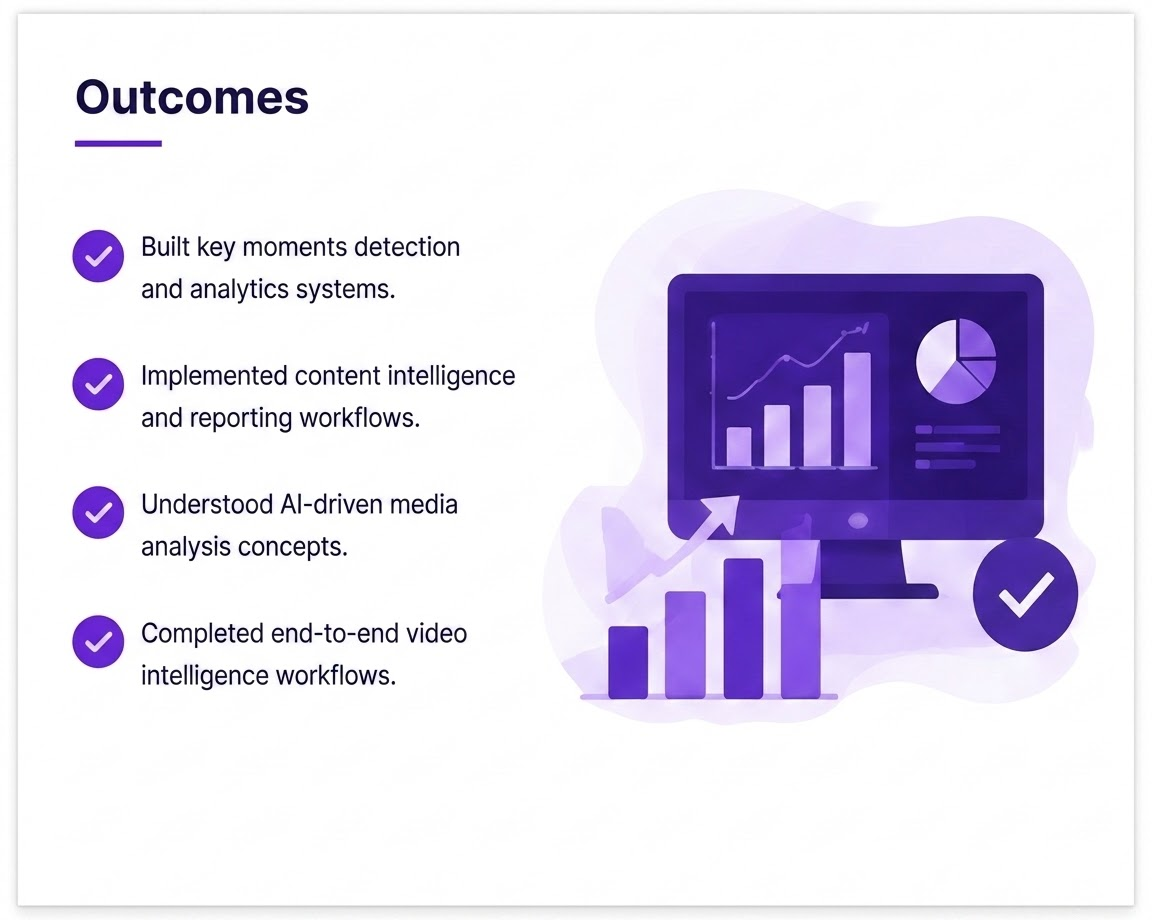 Outcomes
Built key moments detection
and analytics systems.
Implemented content intelligence
and reporting workflows.
Understood AI-driven media
analysis concepts.
Completed end-to-end video
intelligence workflows.